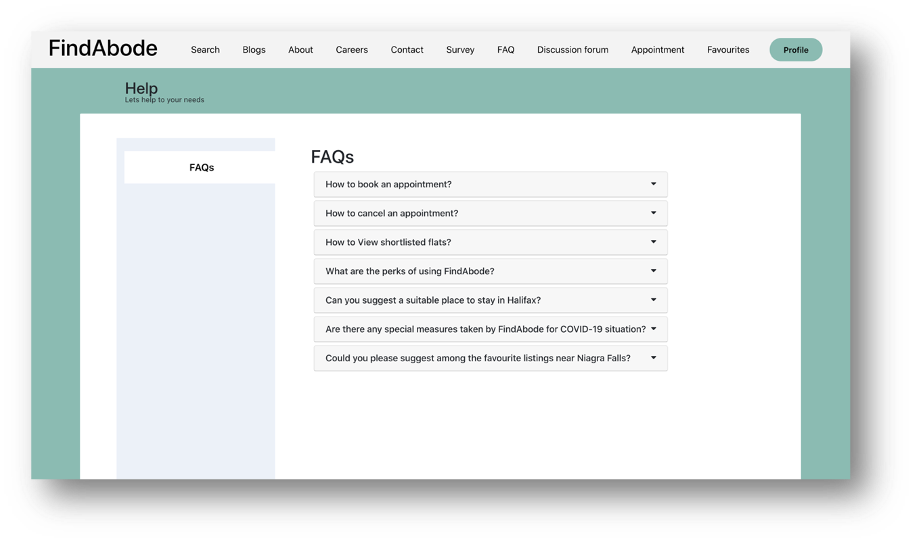 FindAbode Search Blogs About Careers Contact Survey FAQ Discussion forum Appointment Favourites Profile
Help
Lets help to your needs
FAQs
FAQs
How to book an appointment?
How to cancel an appointment?
How to View shortlisted flats?
What are the perks of using FindAbode?
Can you suggest a suitable place to stay in Halifax?
Are there any special measures taken by FindAbode for COVID-19 situation?
Could you please suggest among the favourite listings near Niagra Falls?